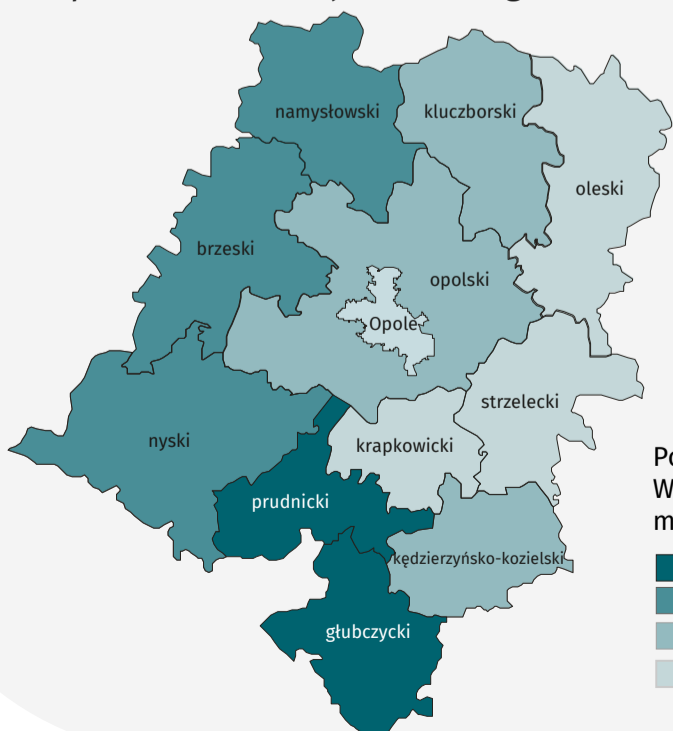 namysłowski
kluczborski
oleski
brzeski
opolski
Opole
strzelecki
nyski
krapkowicki
prudnicki
kędzierzyńsko-kozielski
głubczycki